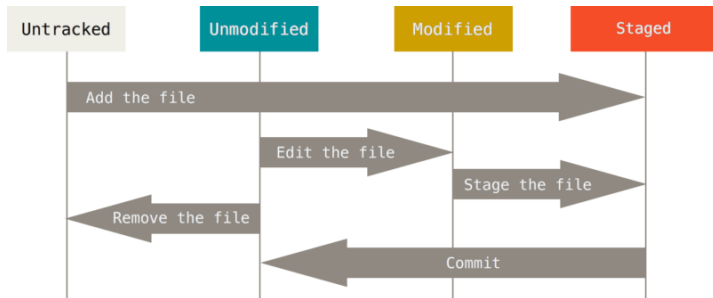 Untracked
Unmodified
Modified
Staged
Add the file
Edit the file
Stage the file
Remove the file
Commit